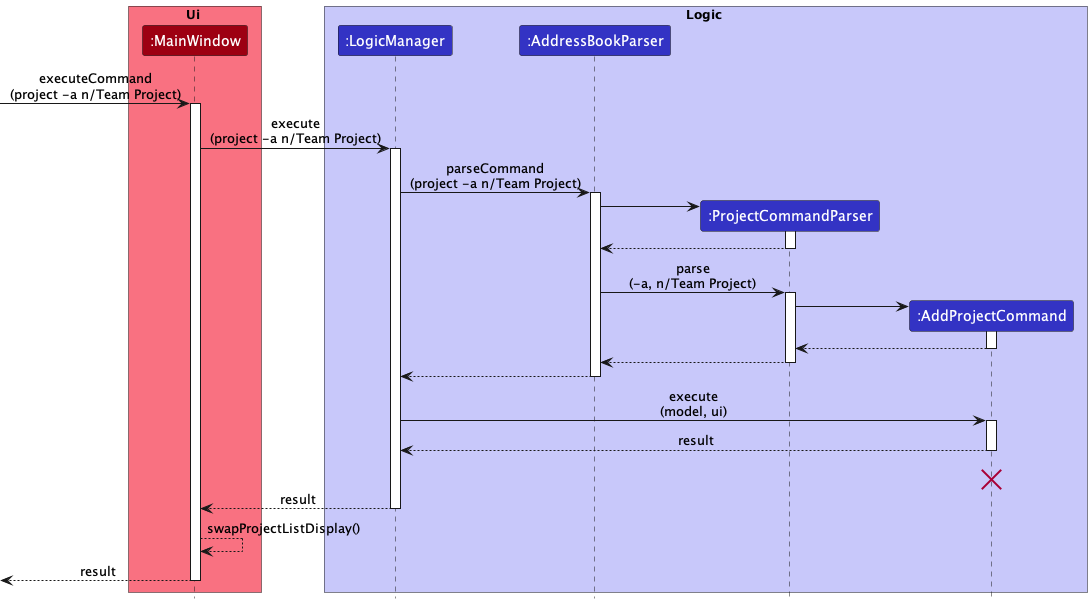 Ui
Logic
:MainWindow
:LogicManager
:AddressBookParser
executeCommand
(project -a n/Team Project)
execute
(project -a n/Team Project)
parseCommand
(project -a n/Team Project)
:ProjectCommandParser
parse
(-a, n/Team Project)
:AddProjectCommand
execute
(model, ui)
result
result
swapProjectListDisplay()
result